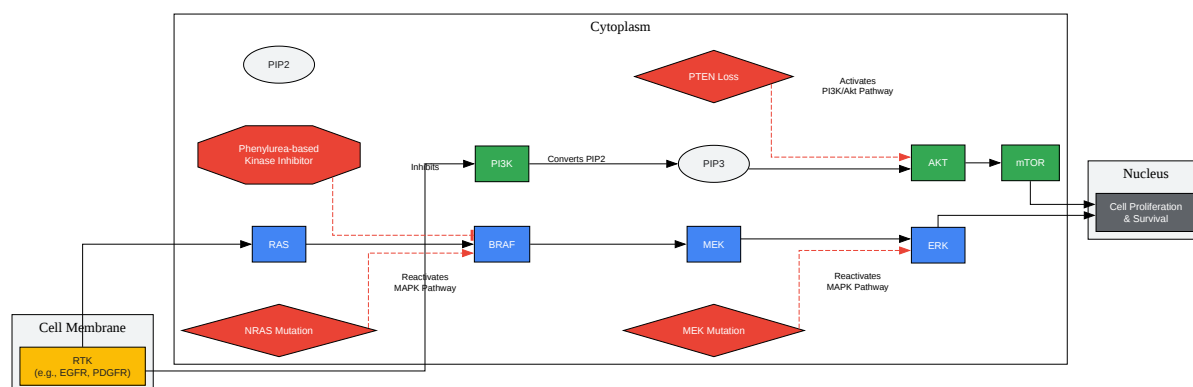 Cytoplasm
PIP2
PTEN Loss
Activates
PI3K/Akt Pathway
Phenylurea-based
Kinase Inhibitor
Inhibits
PI3K
Converts PIP2
PIP3
AKT
mTOR
Nucleus
Cell Proliferation
& Survival
RAS
BRAF
MEK
ERK
Reactivates
MAPK Pathway
Reactivates
MAPK Pathway
NRAS Mutation
MEK Mutation
Cell Membrane
RTK
(e.g., EGFR, PDGFR)